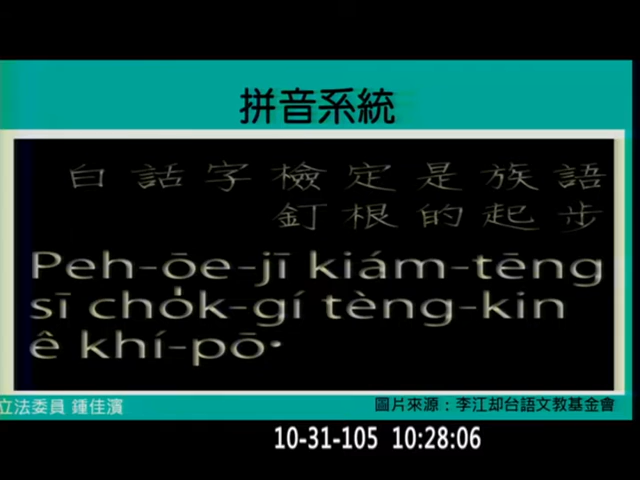 拼音系統
白話字檢定是族語
釘根的起步
Peh-ōe-jī kiám-tēng
sī cho̍k-gí tèng-kin
ê khí-pō͘
立法委員 鍾佳濱
圖片來源：李江却台語文教基金會
10-31-105 10:28:06